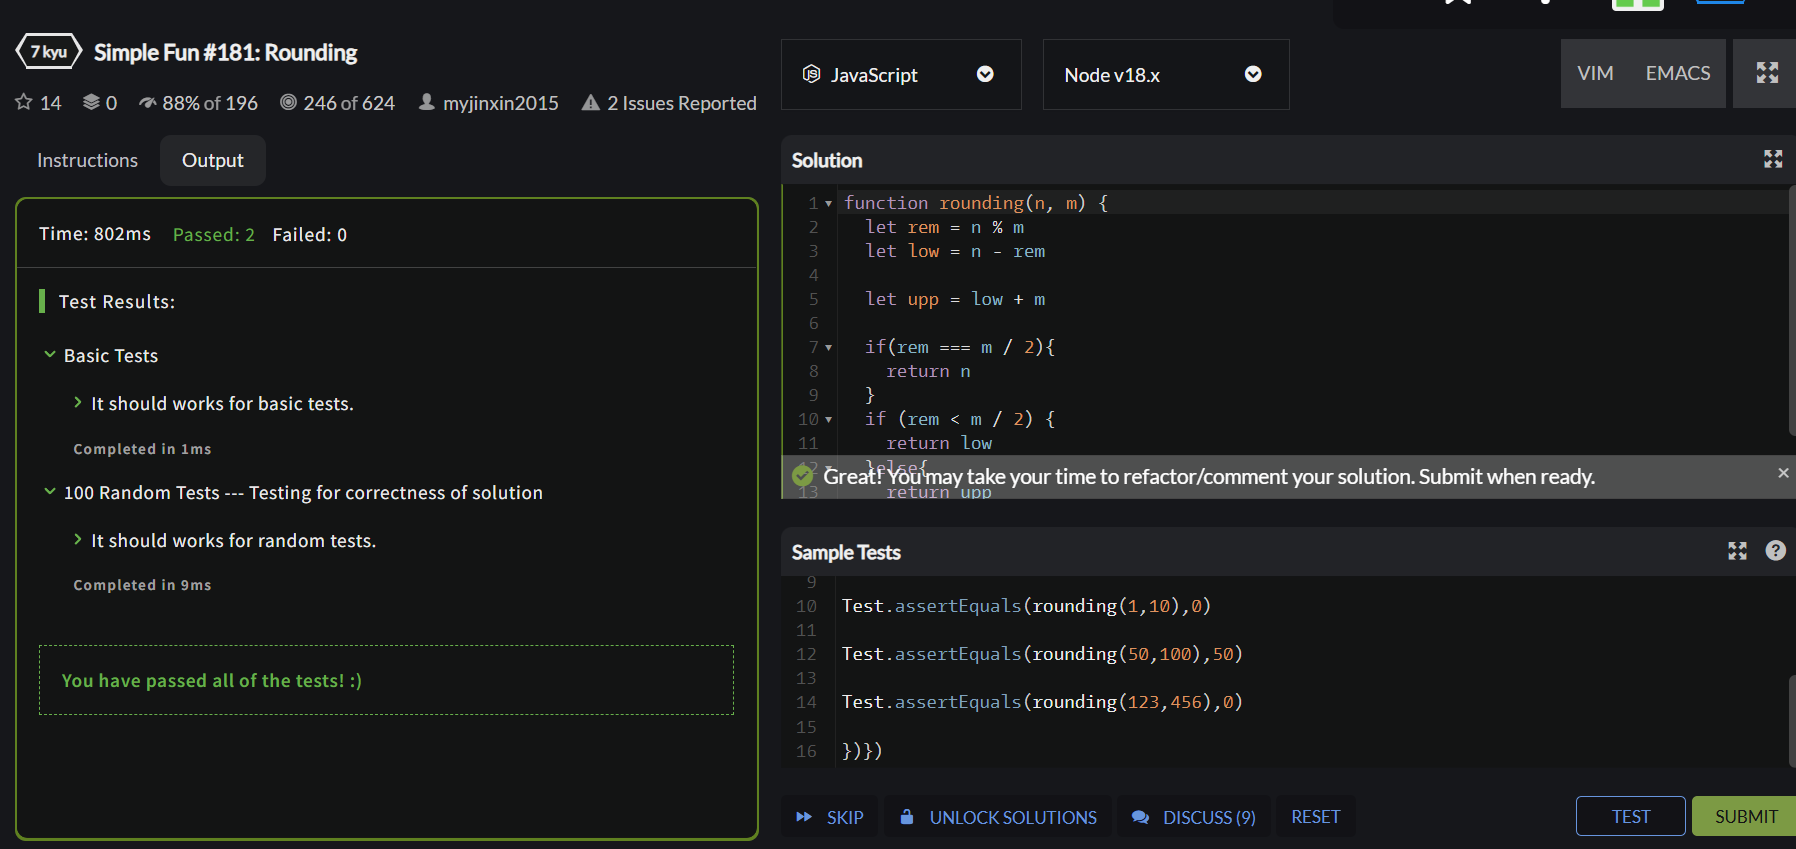 7 kyu Simple Fun #181: Rounding
14 0 88% of 196 246 of 624 myjinxin2015 2 Issues Reported
Instructions Output
Time: 802ms Passed: 2 Failed: 0
Test Results:
Basic Tests
It should works for basic tests.
Completed in 1ms
100 Random Tests --- Testing for correctness of solution
It should works for random tests.
Completed in 9ms
You have passed all of the tests! :)
JS JavaScript Node v18.x VIM EMACS
Solution
1 function rounding(n, m) {
2 let rem = n % m
3 let low = n - rem
4
5 let upp = low + m
6
7 if(rem === m / 2){
8 return n
9 }
10 if (rem < m / 2) {
11 return low
12 }else{
Great! You may take your time to refactor/comment your solution. Submit when ready.
13 return upp
Sample Tests
9
10 Test.assertEquals(rounding(1,10),0)
11
12 Test.assertEquals(rounding(50,100),50)
13
14 Test.assertEquals(rounding(123,456),0)
15
16 })})
SKIP UNLOCK SOLUTIONS DISCUSS (9) RESET TEST SUBMIT